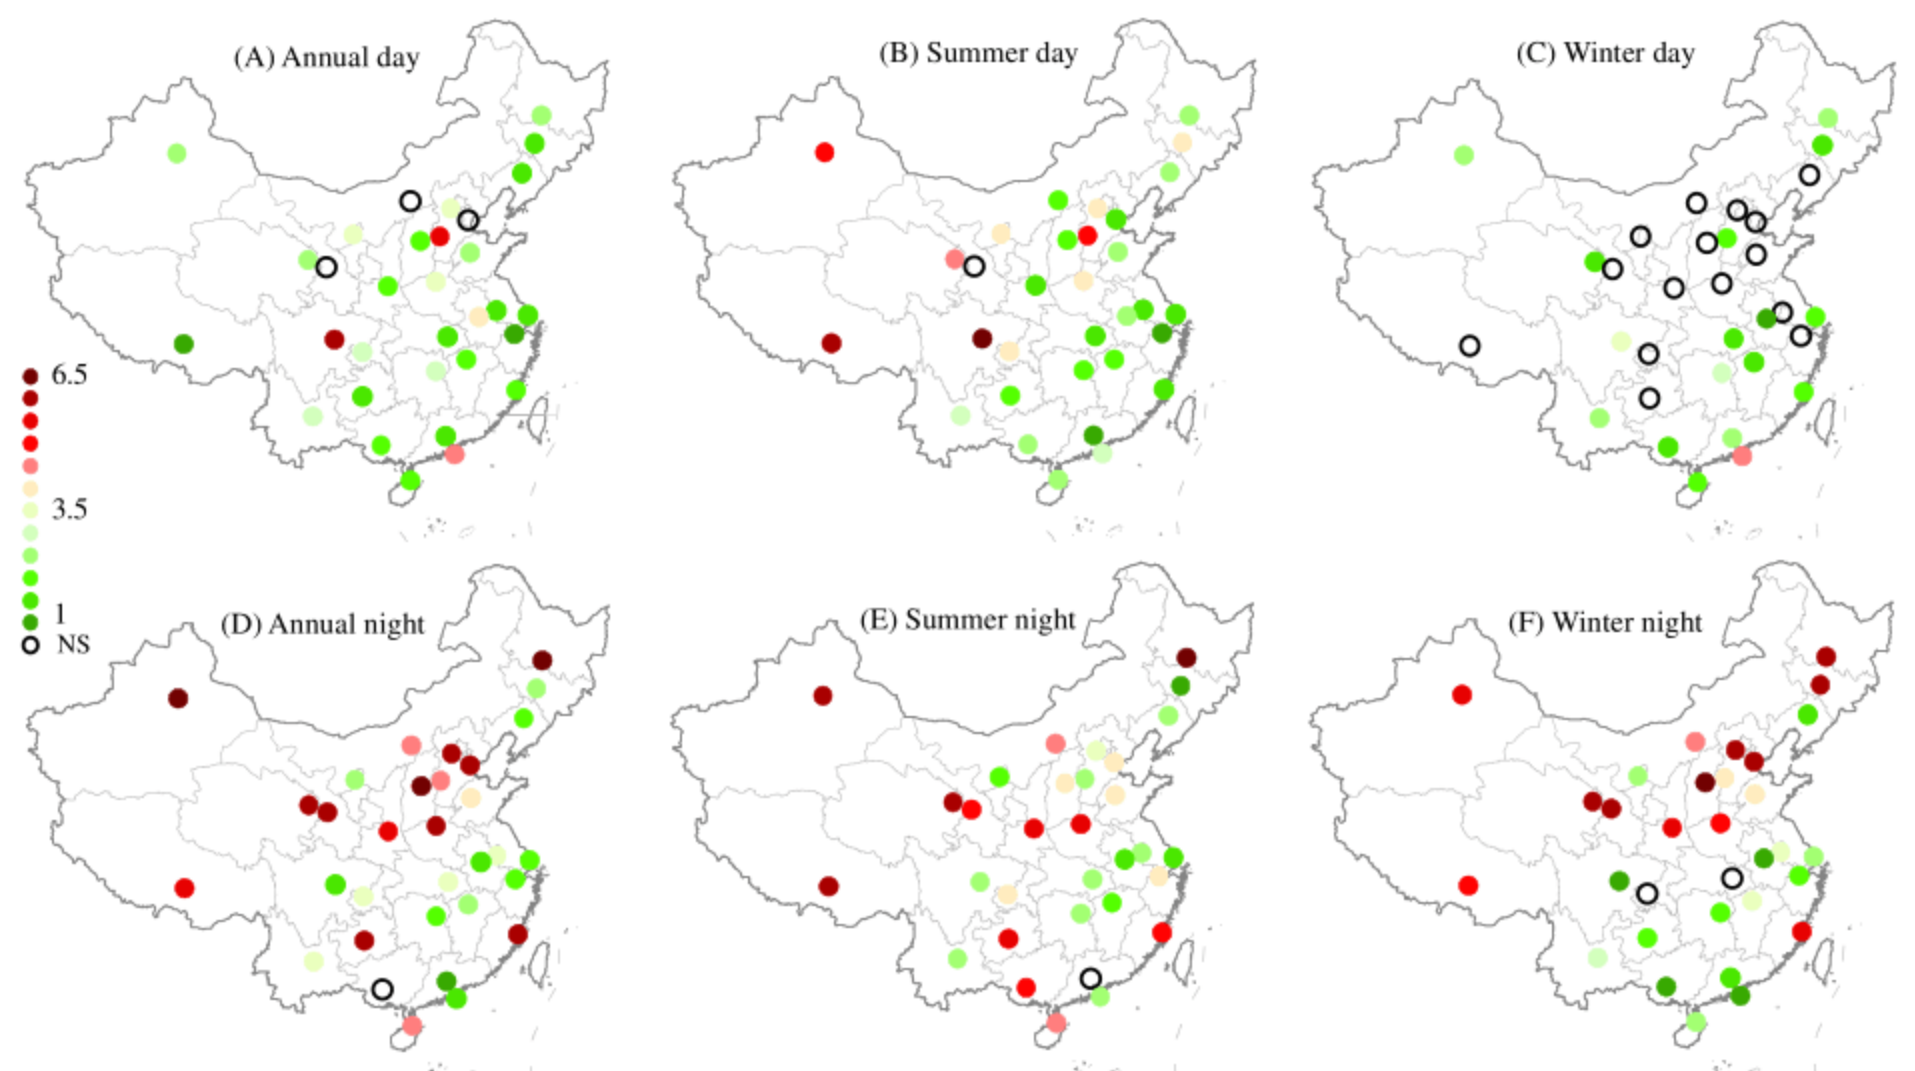 (A) Annual day
(B) Summer day
(C) Winter day
6.5
3.5
1
NS
(D) Annual night
(E) Summer night
(F) Winter night